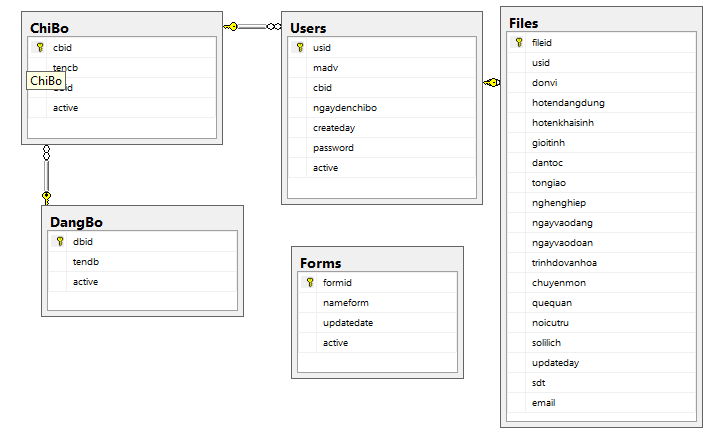 ChiBo
cbid
tencb
ChiBo
active
Users
usid
madv
cbid
ngaydenchibo
createday
password
active
Files
fileid
usid
donvi
hotendangdung
hotenkhaisinh
gioitinh
dantoc
tongiao
nghenghiep
ngayvaodang
ngayvaodoan
trinhdovanhoa
chuyenmon
quequan
noicutru
solilich
updateday
sdt
email
DangBo
dbid
tendb
active
Forms
formid
nameform
updatedate
active